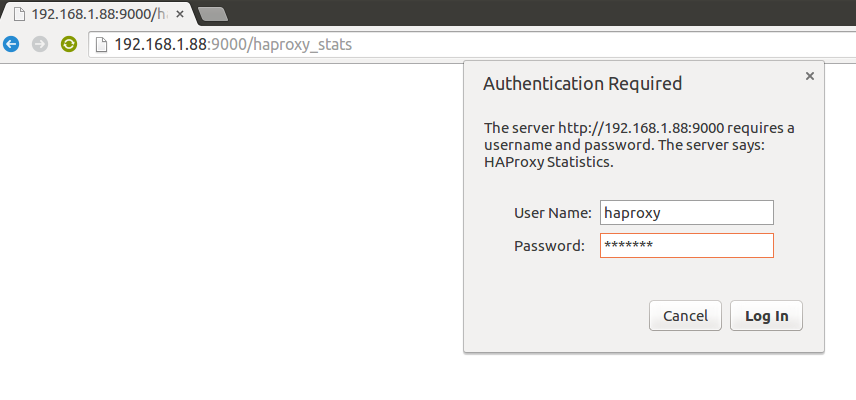 192.168.1.88:9000/h
192.168.1.88:9000/haproxy_stats
Authentication Required
The server http://192.168.1.88:9000 requires a
username and password. The server says:
HAProxy Statistics.
User Name: haproxy
Password: *******
Cancel Log In